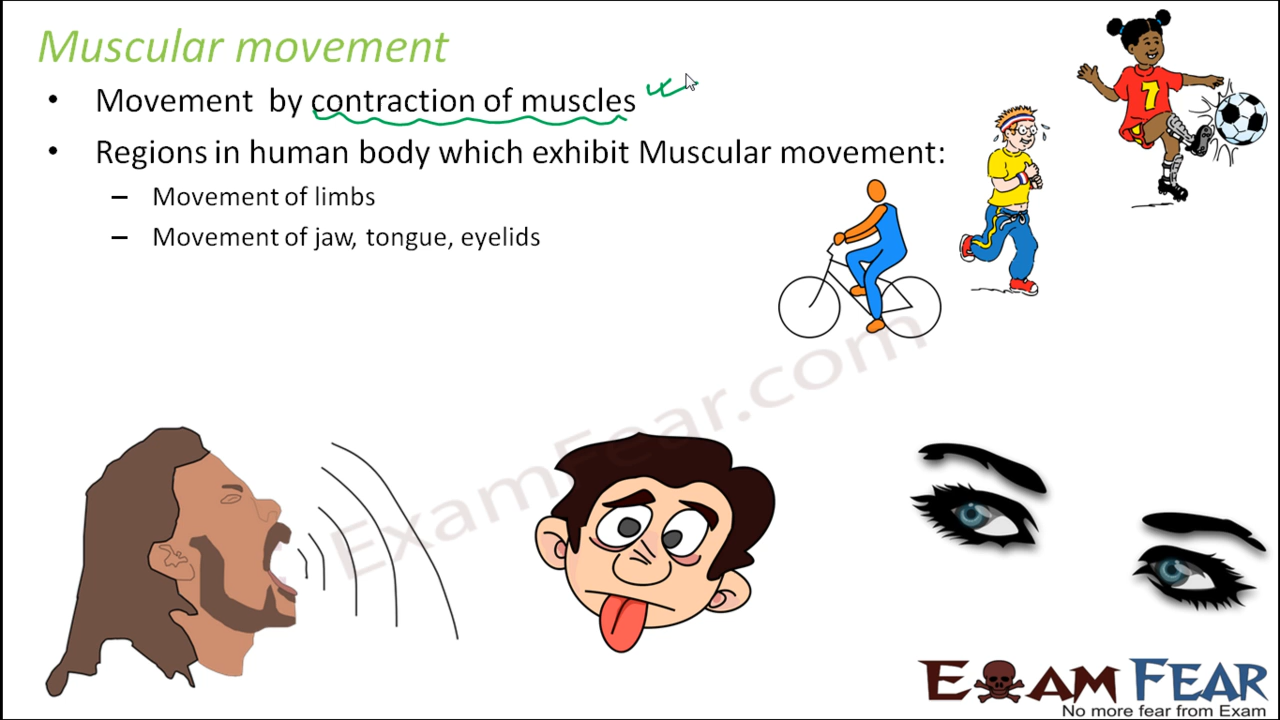 Muscular movement
• Movement by contraction of muscles
• Regions in human body which exhibit Muscular movement:
– Movement of limbs
– Movement of jaw, tongue, eyelids
7
ExamFear.com
EXAM FEAR
No more fear from Exam